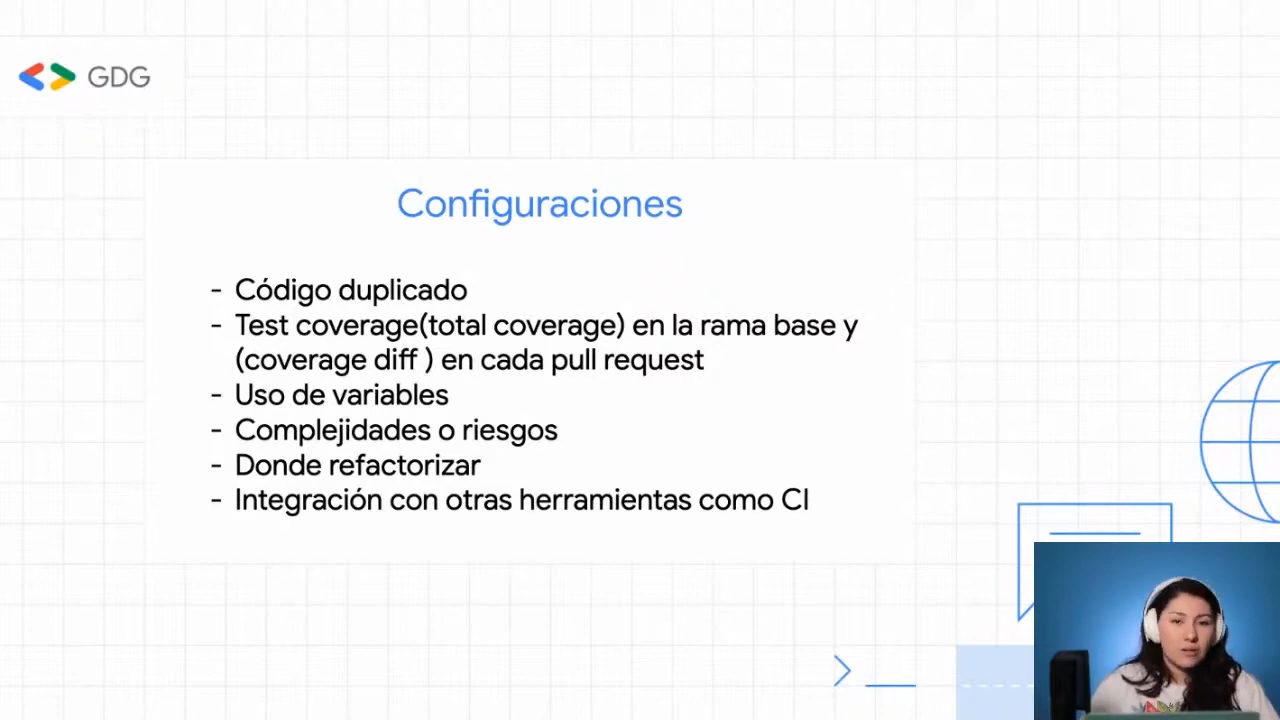 GDG
Configuraciones
- Código duplicado
- Test coverage(total coverage) en la rama base y
(coverage diff ) en cada pull request
- Uso de variables
- Complejidades o riesgos
- Donde refactorizar
- Integración con otras herramientas como CI